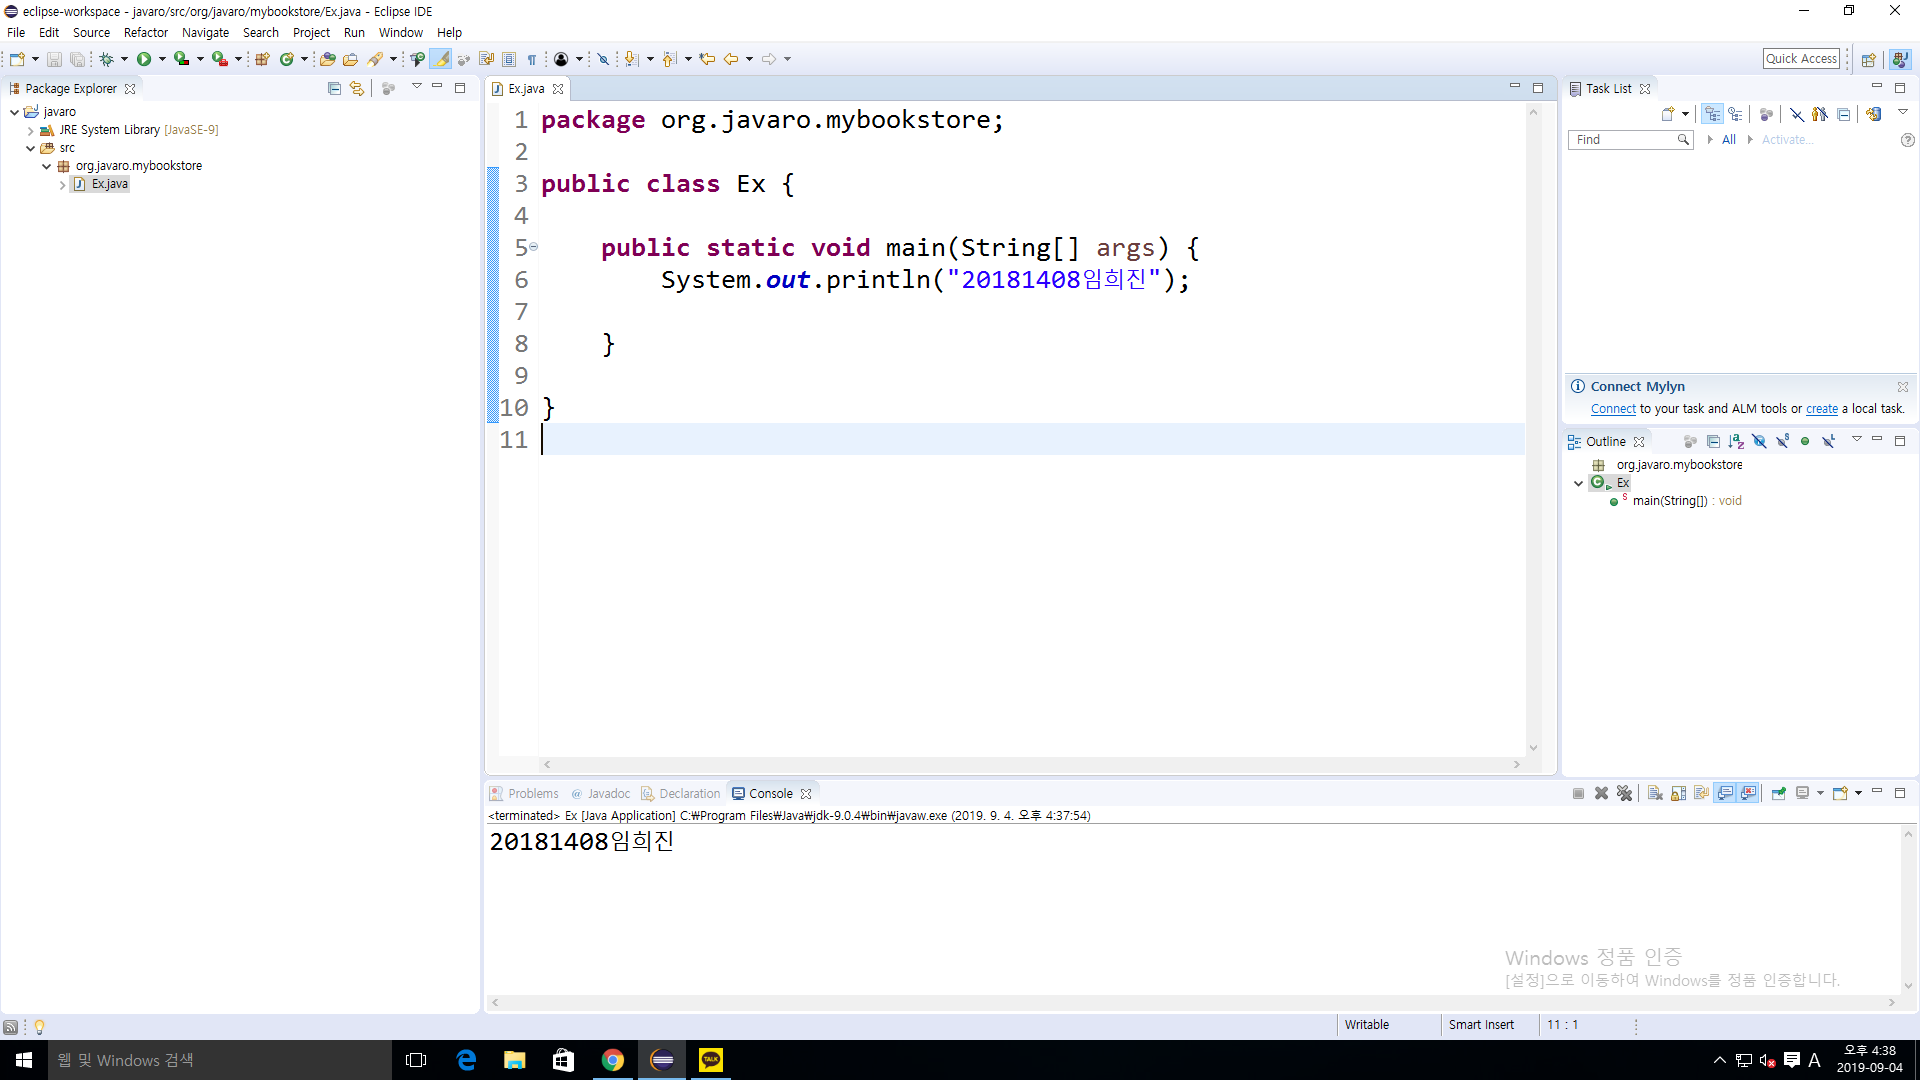 eclipse-workspace - javaro/src/org/javaro/mybookstore/Ex.java - Eclipse IDE
File Edit Source Refactor Navigate Search Project Run Window Help
Quick Access
Package Explorer
javaro
JRE System Library [JavaSE-9]
src
org.javaro.mybookstore
Ex.java
Ex.java
1 package org.javaro.mybookstore;
2
3 public class Ex {
4
5 public static void main(String[] args) {
6 System.out.println("20181408임희진");
7
8 }
9
10 }
11
Task List
Find
All
Activate...
Connect Mylyn
Connect to your task and ALM tools or create a local task.
Outline
org.javaro.mybookstore
Ex
main(String[]) : void
Problems Javadoc Declaration Console
<terminated> Ex [Java Application] C:₩Program Files₩Java₩jdk-9.0.4₩bin₩javaw.exe (2019. 9. 4. 오후 4:37:54)
20181408임희진
Windows 정품 인증
[설정]으로 이동하여 Windows를 정품 인증합니다.
Writable Smart Insert 11 : 1
웹 및 Windows 검색
TALK
A
오후 4:38
2019-09-04